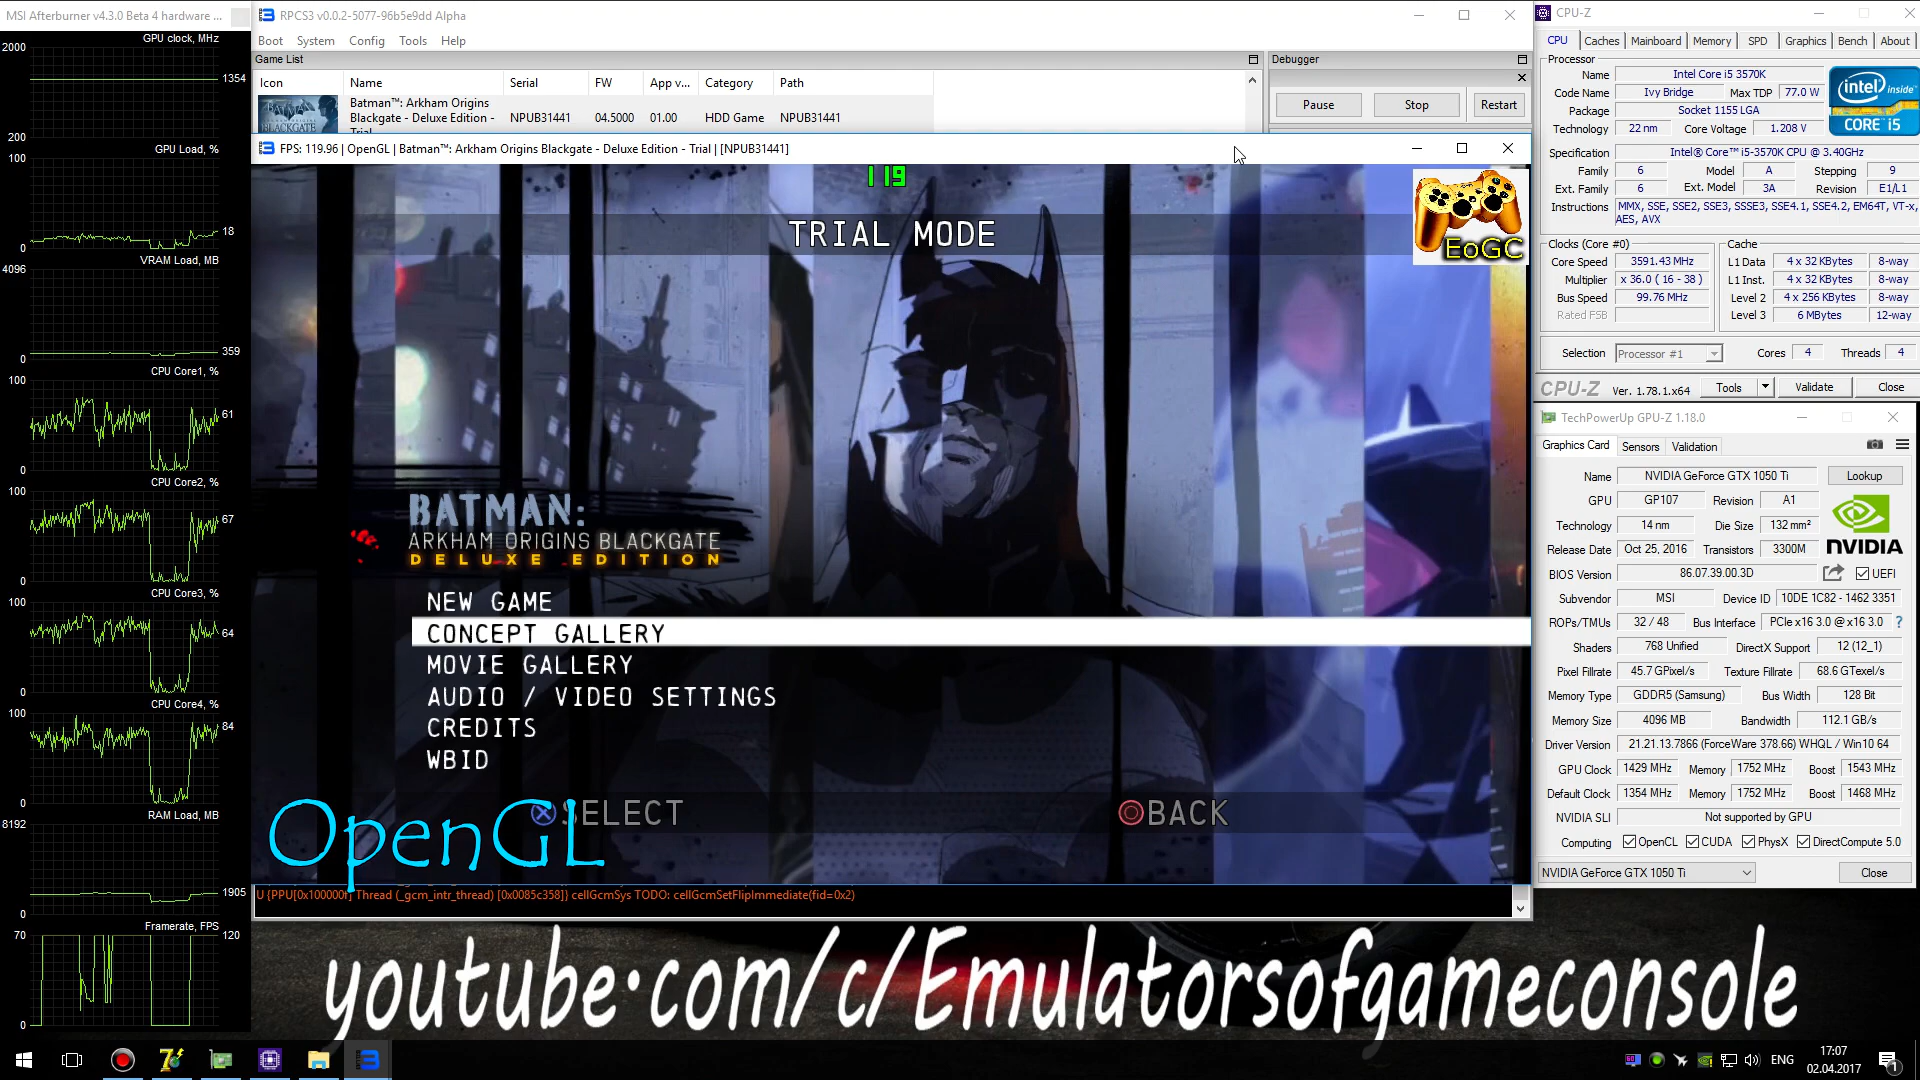 MSI Afterburner v4.3.0 Beta 4 hardware ...
GPU clock, MHz
2000
1354
200
GPU Load, %
100
18
0
VRAM Load, MB
4096
359
0
CPU Core1, %
100
61
0
CPU Core2, %
100
67
0
CPU Core3, %
100
64
0
CPU Core4, %
100
84
0
RAM Load, MB
8192
1905
0
Framerate, FPS
70
120
0
RPCS3 v0.0.2-5077-96b5e9dd Alpha
Boot System Config Tools Help
Game List
Icon Name Serial FW App v... Category Path
Batman™: Arkham Origins
Blackgate - Deluxe Edition -
Trial
NPUB31441 04.5000 01.00 HDD Game NPUB31441
Debugger
Pause Stop Restart
FPS: 119.96 | OpenGL | Batman™: Arkham Origins Blackgate - Deluxe Edition - Trial | [NPUB31441]
119
TRIAL MODE
EoGC
BATMAN:
ARKHAM ORIGINS BLACKGATE
DELUXE EDITION
NEW GAME
CONCEPT GALLERY
MOVIE GALLERY
AUDIO / VIDEO SETTINGS
CREDITS
WBID
SELECT
BACK
OpenGL
U {PPU[0x100000f] Thread (_gcm_intr_thread) [0x0085c358]} cellGcmSys TODO: cellGcmSetFlipImmediate(fid=0x2)
youtube.com/c/Emulatorsofgameconsole
CPU-Z
CPU Caches Mainboard Memory SPD Graphics Bench About
Processor
Name Intel Core i5 3570K
Code Name Ivy Bridge Max TDP 77.0 W
Package Socket 1155 LGA
Technology 22 nm Core Voltage 1.208 V
intel inside™
CORE i5
Specification Intel® Core™ i5-3570K CPU @ 3.40GHz
Family 6 Model A Stepping 9
Ext. Family 6 Ext. Model 3A Revision E1/L1
Instructions MMX, SSE, SSE2, SSE3, SSSE3, SSE4.1, SSE4.2, EM64T, VT-x,
AES, AVX
Clocks (Core #0)
Core Speed 3591.43 MHz
Multiplier x 36.0 ( 16 - 38 )
Bus Speed 99.76 MHz
Rated FSB
Cache
L1 Data 4 x 32 KBytes 8-way
L1 Inst. 4 x 32 KBytes 8-way
Level 2 4 x 256 KBytes 8-way
Level 3 6 MBytes 12-way
Selection Processor #1 Cores 4 Threads 4
CPU-Z Ver. 1.78.1.x64 Tools Validate Close
TechPowerUp GPU-Z 1.18.0
Graphics Card Sensors Validation
Name NVIDIA GeForce GTX 1050 Ti Lookup
GPU GP107 Revision A1
Technology 14 nm Die Size 132 mm²
Release Date Oct 25, 2016 Transistors 3300M
NVIDIA
BIOS Version 86.07.39.00.3D UEFI
Subvendor MSI Device ID 10DE 1C82 - 1462 3351
ROPs/TMUs 32 / 48 Bus Interface PCIe x16 3.0 @ x16 3.0 ?
Shaders 768 Unified DirectX Support 12 (12_1)
Pixel Fillrate 45.7 GPixel/s Texture Fillrate 68.6 GTexel/s
Memory Type GDDR5 (Samsung) Bus Width 128 Bit
Memory Size 4096 MB Bandwidth 112.1 GB/s
Driver Version 21.21.13.7866 (ForceWare 378.66) WHQL / Win10 64
GPU Clock 1429 MHz Memory 1752 MHz Boost 1543 MHz
Default Clock 1354 MHz Memory 1752 MHz Boost 1468 MHz
NVIDIA SLI Not supported by GPU
Computing OpenCL CUDA PhysX DirectCompute 5.0
NVIDIA GeForce GTX 1050 Ti Close
ENG
17:07
02.04.2017
1